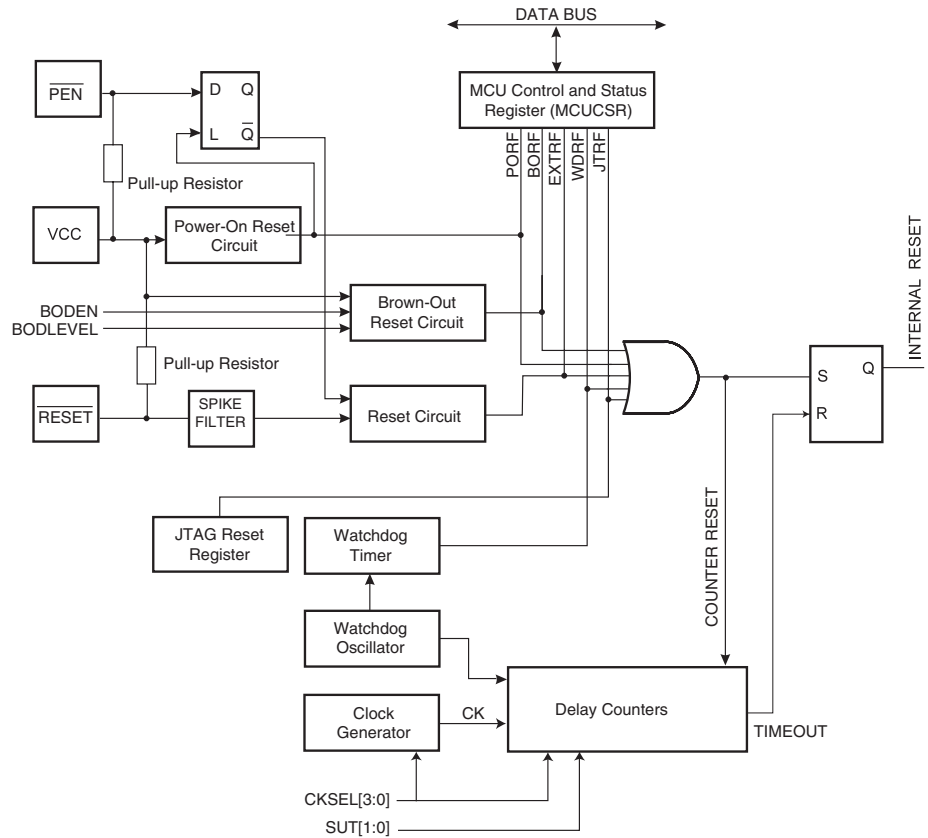 DATA BUS
PEN
D Q
L Q
MCU Control and Status
Register (MCUCSR)
PORF
BORF
EXTRF
WDRF
JTRF
Pull-up Resistor
VCC
Power-On Reset
Circuit
BODEN
BODLEVEL
Brown-Out
Reset Circuit
Pull-up Resistor
RESET
SPIKE
FILTER
Reset Circuit
S Q
R
INTERNAL RESET
JTAG Reset
Register
Watchdog
Timer
COUNTER RESET
Watchdog
Oscillator
Clock
Generator
CK
Delay Counters
TIMEOUT
CKSEL[3:0]
SUT[1:0]